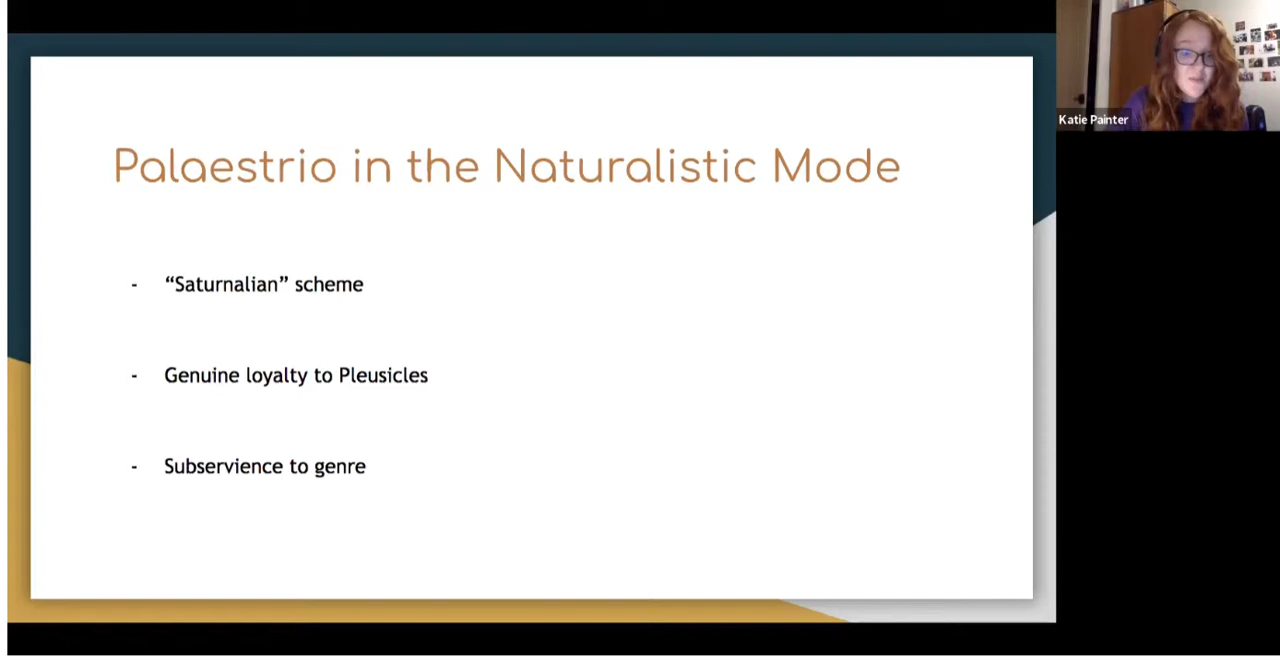 Palaestrio in the Naturalistic Mode
- “Saturnalian” scheme
- Genuine loyalty to Pleusicles
- Subservience to genre
Katie Painter